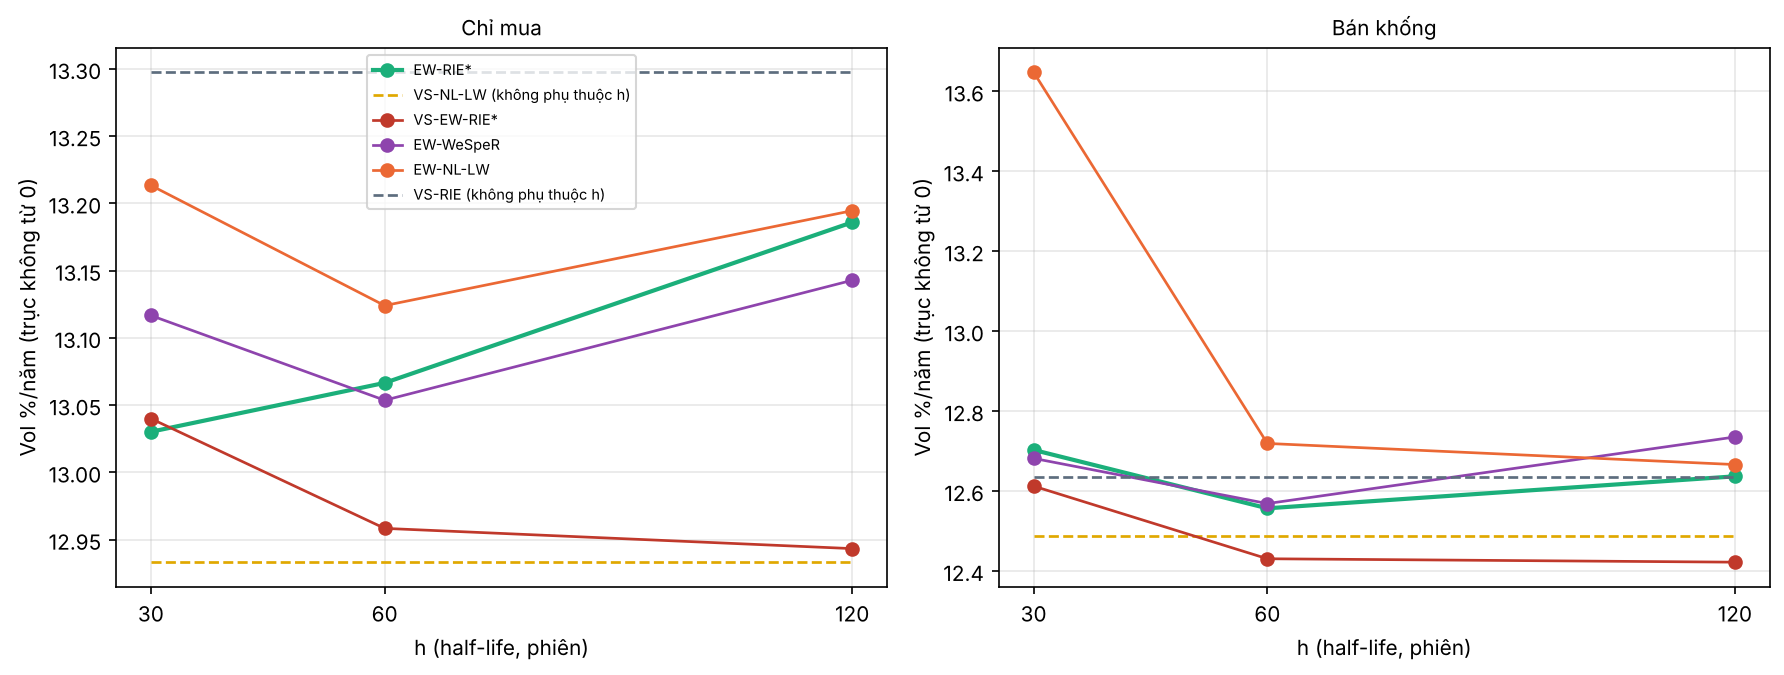 Chỉ mua
Vol %/năm (trục không từ 0)
13.30
13.25
13.20
13.15
13.10
13.05
13.00
12.95
EW-RIE*
VS-NL-LW (không phụ thuộc h)
VS-EW-RIE*
EW-WeSpeR
EW-NL-LW
VS-RIE (không phụ thuộc h)
30 60 120
h (half-life, phiên)
Bán khống
Vol %/năm (trục không từ 0)
13.6
13.4
13.2
13.0
12.8
12.6
12.4
30 60 120
h (half-life, phiên)